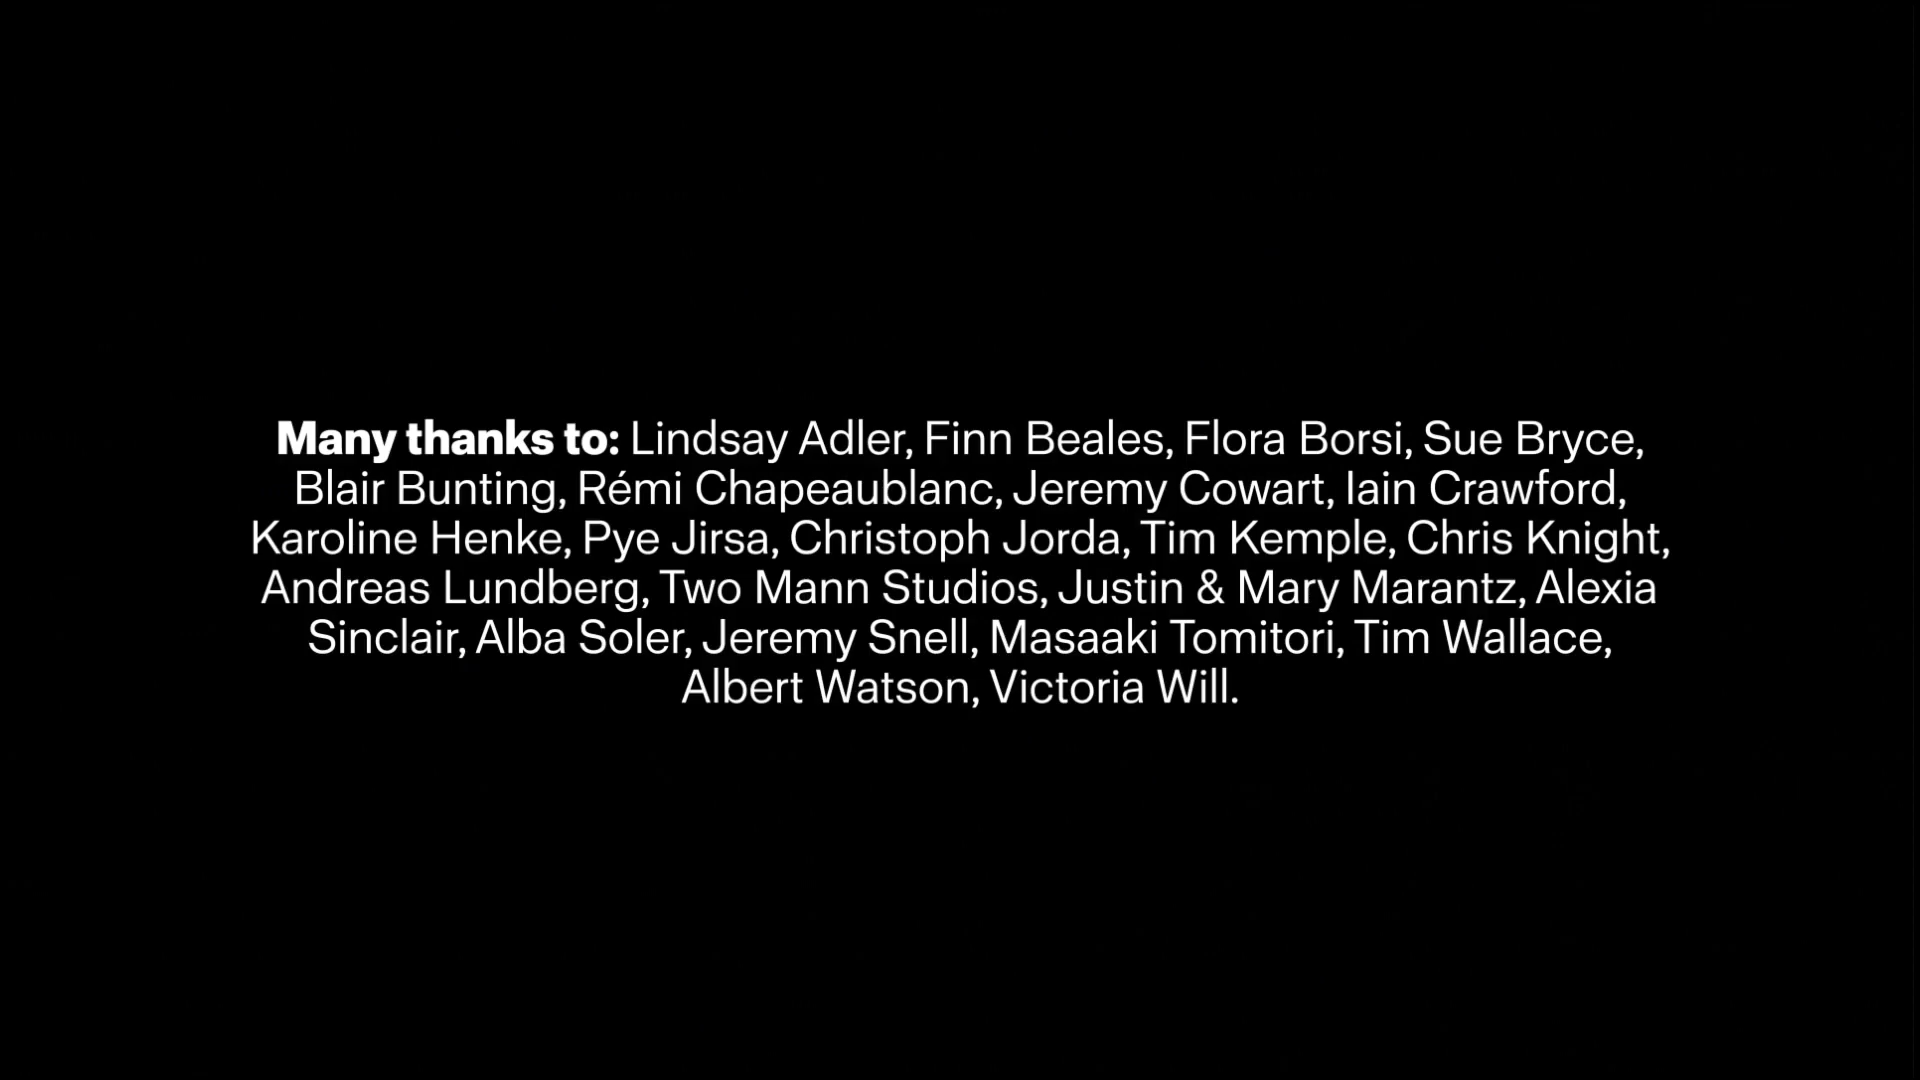 Many thanks to: Lindsay Adler, Finn Beales, Flora Borsi, Sue Bryce,
Blair Bunting, Rémi Chapeaublanc, Jeremy Cowart, Iain Crawford,
Karoline Henke, Pye Jirsa, Christoph Jorda, Tim Kemple, Chris Knight,
Andreas Lundberg, Two Mann Studios, Justin & Mary Marantz, Alexia
Sinclair, Alba Soler, Jeremy Snell, Masaaki Tomitori, Tim Wallace,
Albert Watson, Victoria Will.